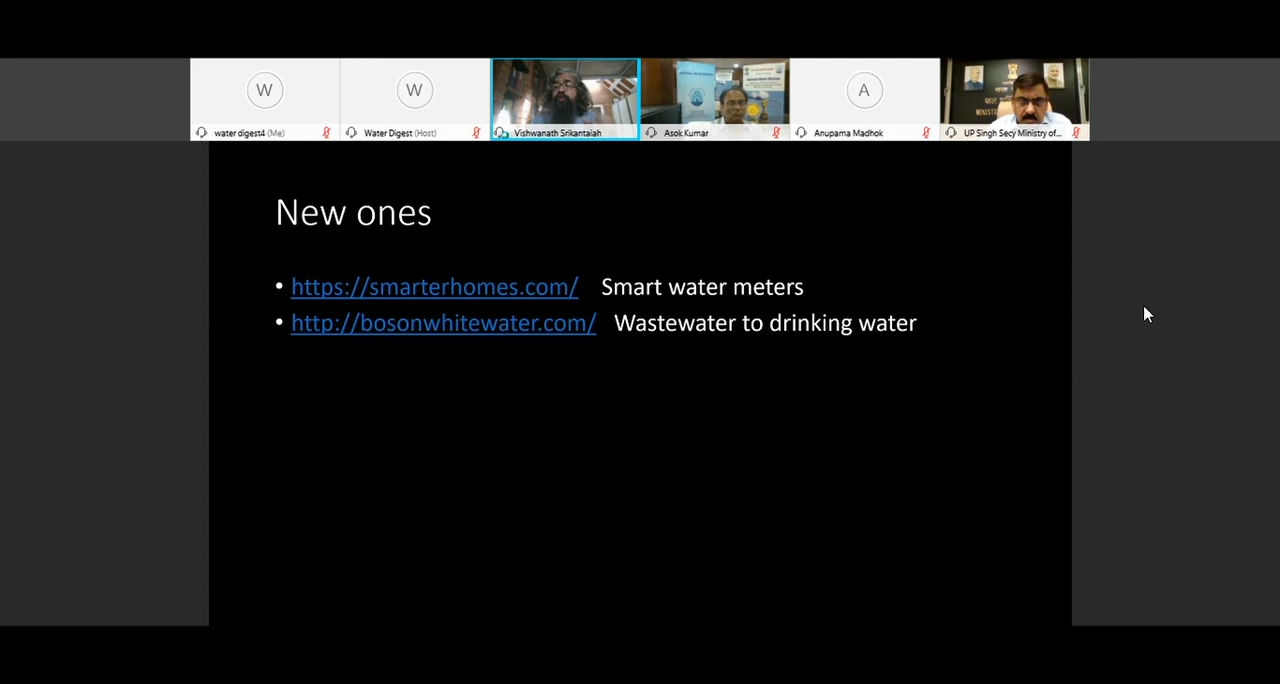 W
W
A
water digest4 (Me)
Water Digest (Host)
Vishwanath Srikantaiah
Asok Kumar
Anupama Madhok
UP Singh Secy Ministry of...
New ones
• https://smarterhomes.com/ Smart water meters
• http://bosonwhitewater.com/ Wastewater to drinking water